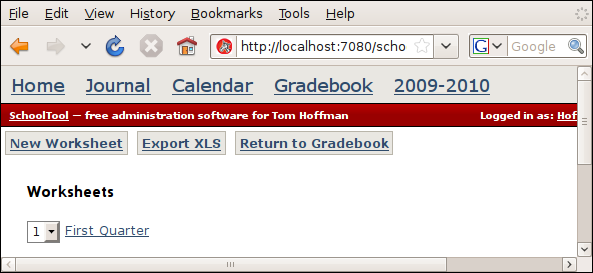 File Edit View History Bookmarks Tools Help
http://localhost:7080/scho G Google
Home Journal Calendar Gradebook 2009-2010
SchoolTool — free administration software for Tom Hoffman Logged in as: Hof
New Worksheet Export XLS Return to Gradebook
Worksheets
1 First Quarter